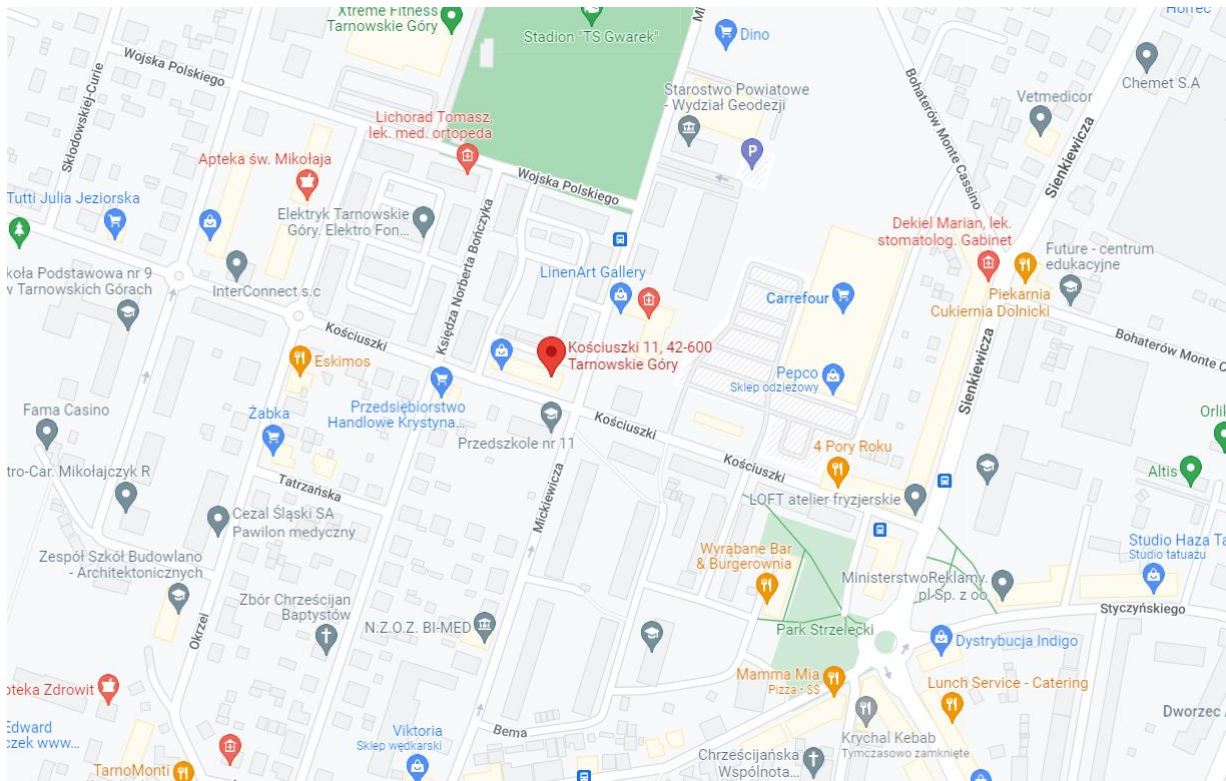 Xtreme Fitness
Tarnowskie Góry
Stadion "TS Gwarek"
Dino
Horrec
Chemet S.A
Wojska Polskiego
Skłodowskiej-Curie
Starostwo Powiatowe
- Wydział Geodezji
Bohaterów Monte Cassino
Vetmedicor
Sienkiewicza
Lichorad Tomasz,
lek. med. ortopeda
P
Apteka św. Mikołaja
Wojska Polskiego
Tutti Julia Jeziorska
Elektryk Tarnowskie
Góry. Elektro Fon...
Księdza Norberta Bończyka
Dekiel Marian, lek.
stomatolog. Gabinet
Future - centrum
edukacyjne
koła Podstawowa nr 9
w Tarnowskich Górach
InterConnect s.c
LinenArt Gallery
Carrefour
Piekarnia
Cukiernia Dolnicki
Kościuszki
Bohaterów Monte C
Eskimos
Kościuszki 11, 42-600
Tarnowskie Góry
Pepco
Sklep odzieżowy
Sienkiewicza
Fama Casino
Żabka
Przedsiębiorstwo
Handlowe Krystyna...
Przedszkole nr 11
Kościuszki
Kościuszki
4 Pory Roku
Orlik
Altis
tro-Car. Mikołajczyk R
Tatrzańska
Mickiewicza
LOFT atelier fryzjerskie
Cezal Śląski SA
Pawilon medyczny
Zespół Szkół Budowlano
- Architektonicznych
Wyrąbane Bar
& Burgerownia
Studio Haza Ta
Studio tatuażu
MinisterstwoReklamy.
pl Sp. z oo
Styczyńskiego
Zbór Chrześcijan
Baptystów
Okrzei
N.Z.O.Z. BI-MED
Park Strzelecki
Dystrybucja Indigo
pteka Zdrowit
Mamma Mia
Pizza - $$
Lunch Service - Catering
Dworzec
Edward
czek www...
Viktoria
Sklep wędkarski
Bema
Krychal Kebab
Tymczasowo zamknięte
TarnoMonti
Chrześcijańska
Wspólnota...